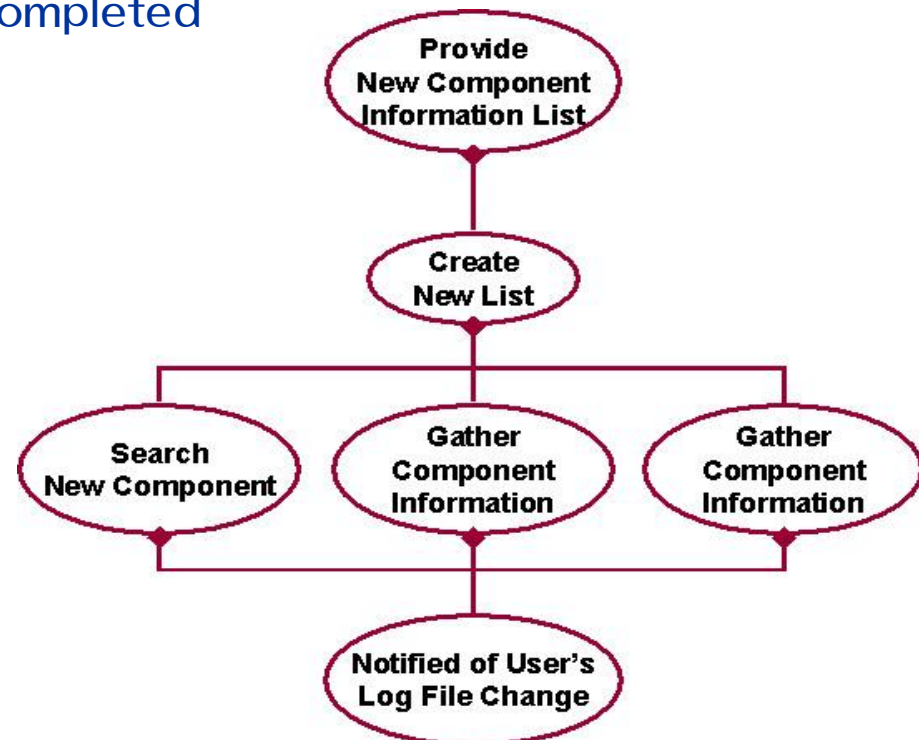 ompleted
Provide
New Component
Information List
Create
New List
Search
New Component
Gather
Component
Information
Gather
Component
Information
Notified of User's
Log File Change